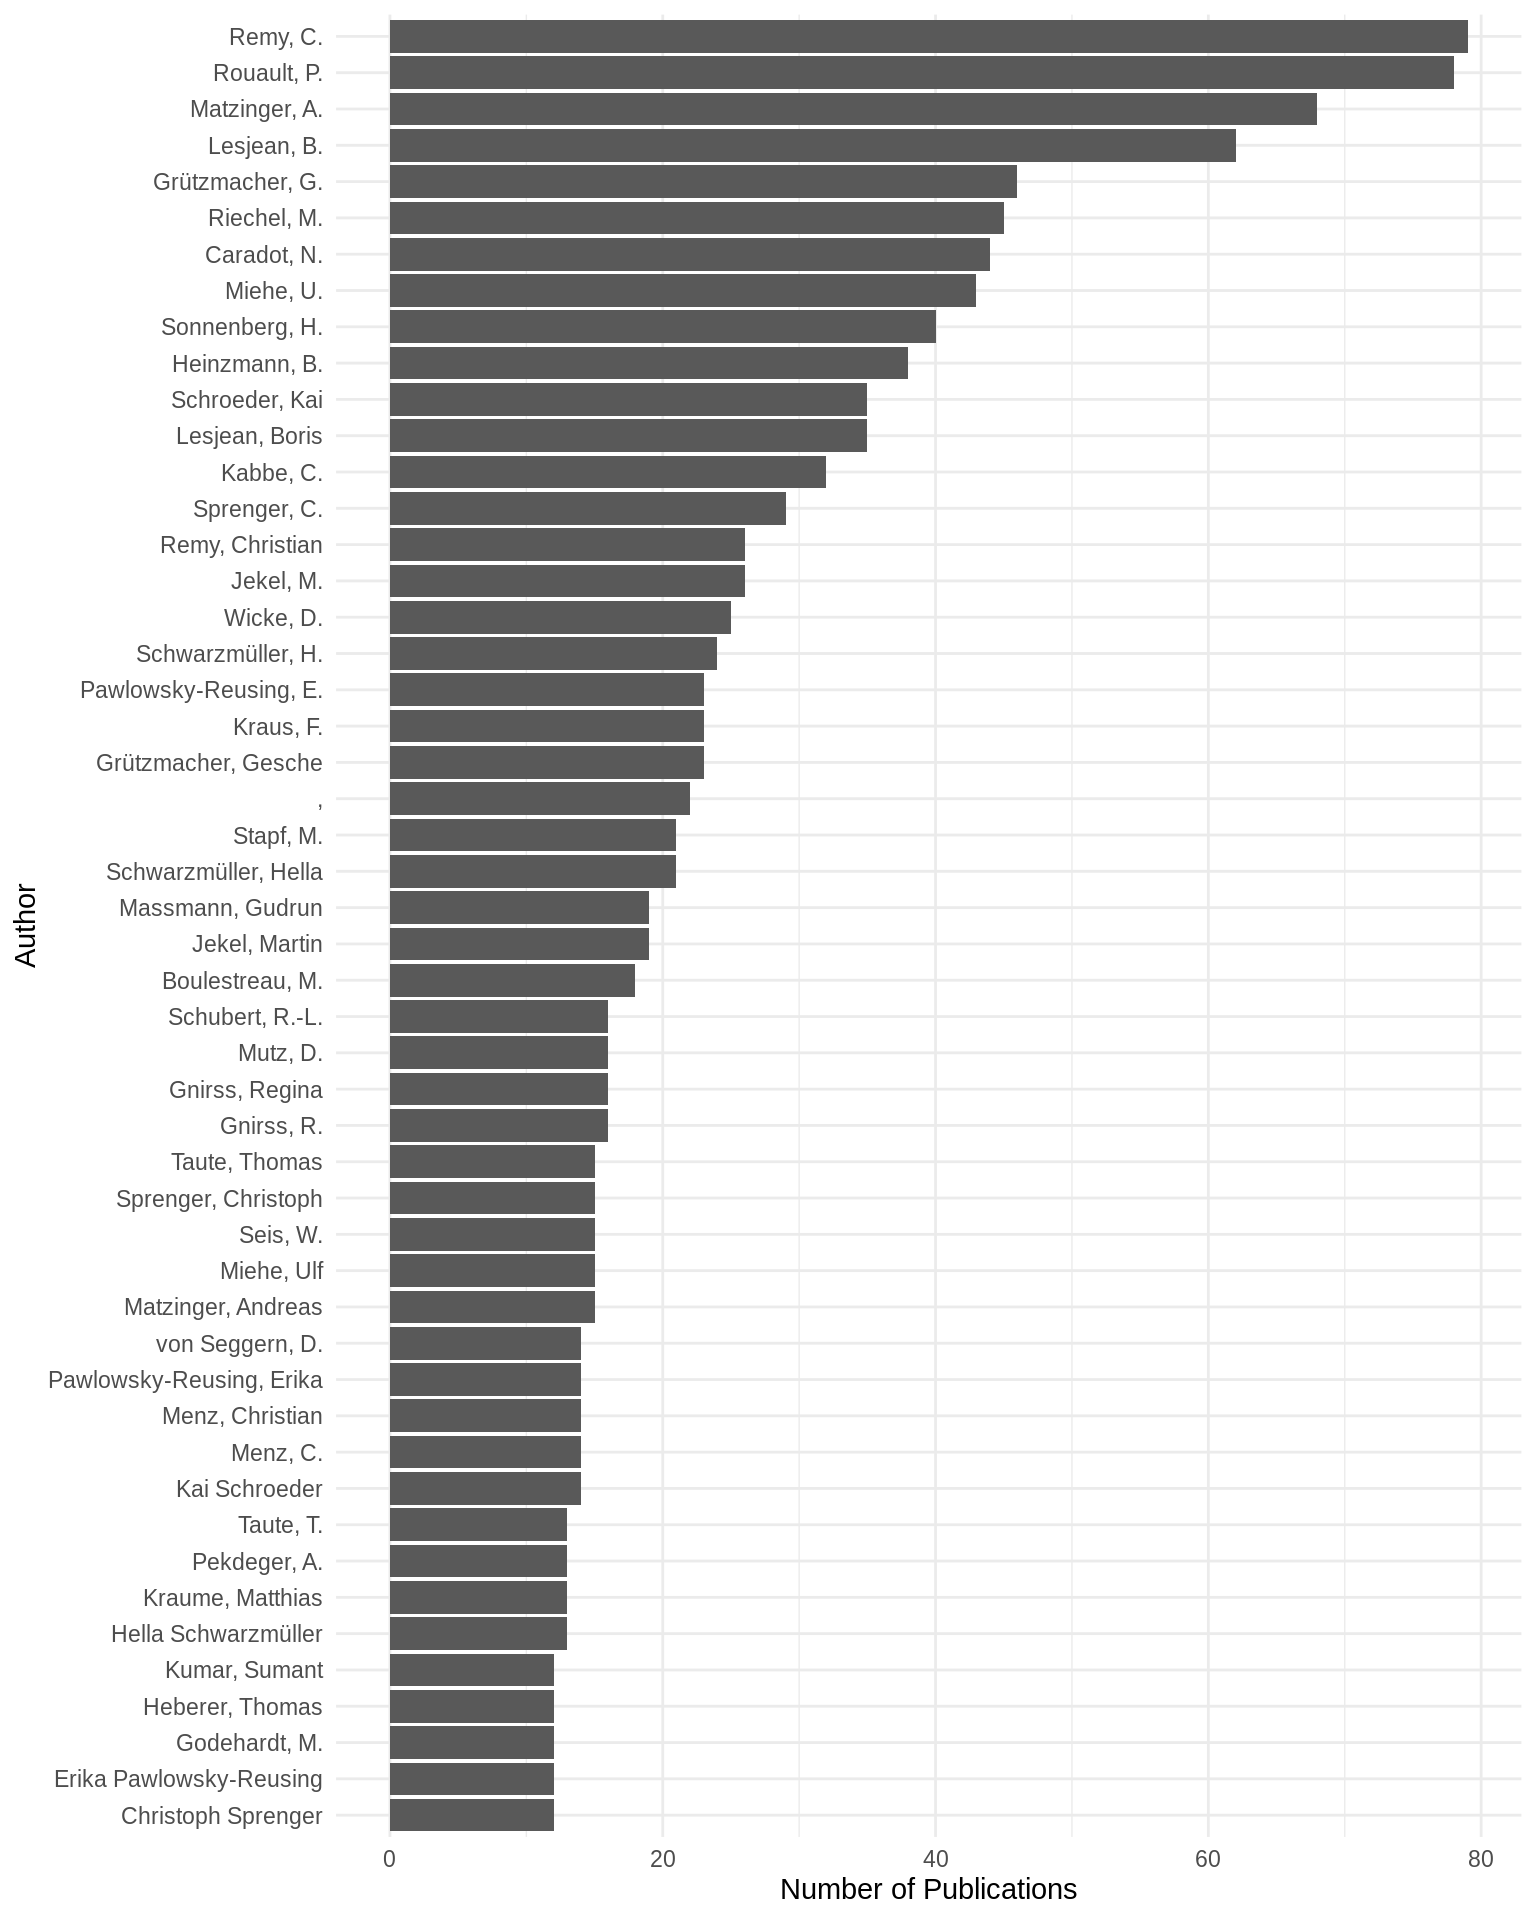 Remy, C.
Rouault, P.
Matzinger, A.
Lesjean, B.
Grützmacher, G.
Riechel, M.
Caradot, N.
Miehe, U.
Sonnenberg, H.
Heinzmann, B.
Schroeder, Kai
Lesjean, Boris
Kabbe, C.
Sprenger, C.
Remy, Christian
Jekel, M.
Wicke, D.
Schwarzmüller, H.
Pawlowsky-Reusing, E.
Kraus, F.
Grützmacher, Gesche
,
Stapf, M.
Schwarzmüller, Hella
Massmann, Gudrun
Jekel, Martin
Boulestreau, M.
Schubert, R.-L.
Mutz, D.
Gnirss, Regina
Gnirss, R.
Taute, Thomas
Sprenger, Christoph
Seis, W.
Miehe, Ulf
Matzinger, Andreas
von Seggern, D.
Pawlowsky-Reusing, Erika
Menz, Christian
Menz, C.
Kai Schroeder
Taute, T.
Pekdeger, A.
Kraume, Matthias
Hella Schwarzmüller
Kumar, Sumant
Heberer, Thomas
Godehardt, M.
Erika Pawlowsky-Reusing
Christoph Sprenger
Author
0 20 40 60 80
Number of Publications